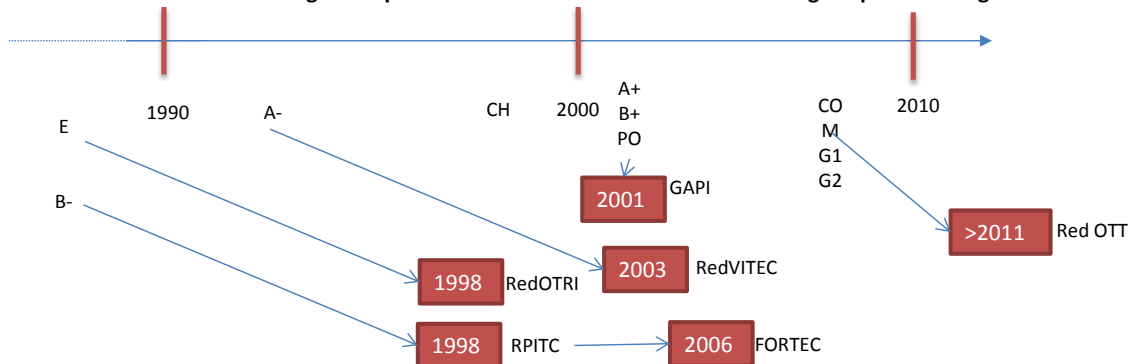 A+
CO
1990
A-
CH
2000
B+
2010
E
M
PO
G1
G2
B-
2001
GAPI
>2011
Red OTT
2003
RedVITEC
1998
RedOTRI
1998
RPITC
2006
FORTEC